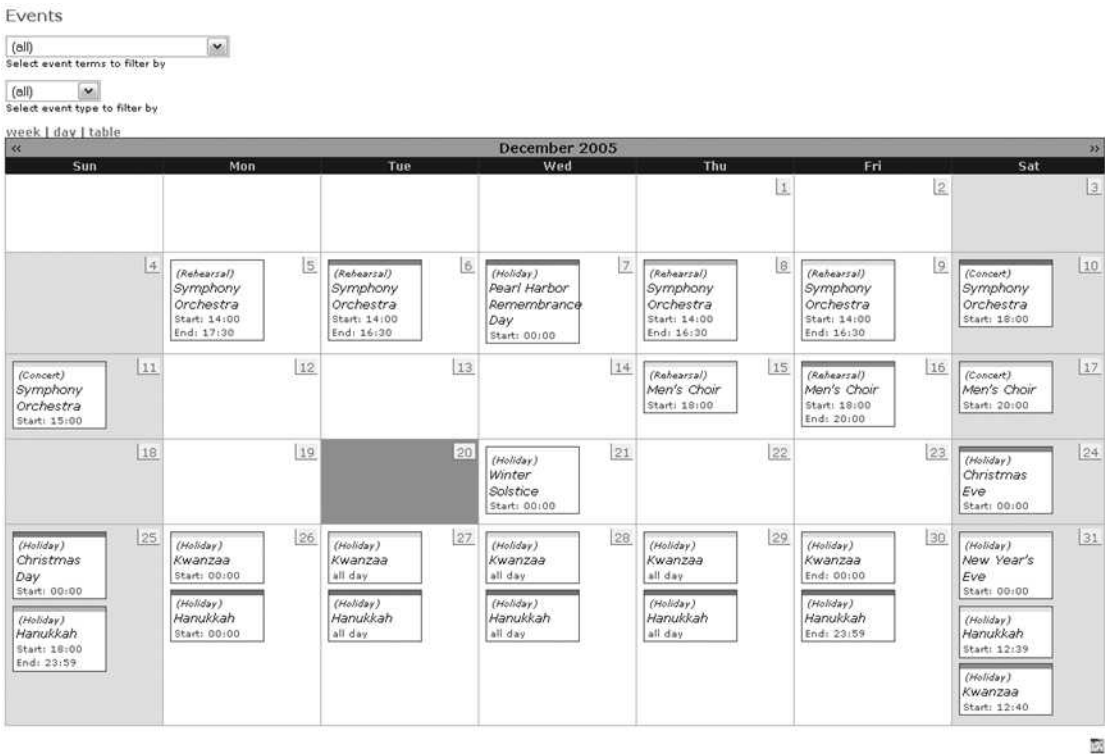 Events
(all)
Select event terms to filter by
(all)
Select event type to filter by
week | day | table
‹‹ December 2005 ››
Sun Mon Tue Wed Thu Fri Sat
1
2
3
4
5
(Rehearsal)
Symphony
Orchestra
Start: 14:00
End: 17:30
6
(Rehearsal)
Symphony
Orchestra
Start: 14:00
End: 16:30
7
(Holiday)
Pearl Harbor
Remembrance
Day
Start: 00:00
8
(Rehearsal)
Symphony
Orchestra
Start: 14:00
End: 16:30
9
(Rehearsal)
Symphony
Orchestra
Start: 14:00
End: 16:30
10
(Concert)
Symphony
Orchestra
Start: 18:00
11
(Concert)
Symphony
Orchestra
Start: 15:00
12
13
14
15
(Rehearsal)
Men's Choir
Start: 18:00
16
(Rehearsal)
Men's Choir
Start: 18:00
End: 20:00
17
(Concert)
Men's Choir
Start: 20:00
18
19
20
21
(Holiday)
Winter
Solstice
Start: 00:00
22
23
24
(Holiday)
Christmas
Eve
Start: 00:00
25
(Holiday)
Christmas
Day
Start: 00:00
(Holiday)
Hanukkah
Start: 18:00
End: 23:59
26
(Holiday)
Kwanzaa
Start: 00:00
(Holiday)
Hanukkah
Start: 00:00
27
(Holiday)
Kwanzaa
all day
(Holiday)
Hanukkah
all day
28
(Holiday)
Kwanzaa
all day
(Holiday)
Hanukkah
all day
29
(Holiday)
Kwanzaa
all day
(Holiday)
Hanukkah
all day
30
(Holiday)
Kwanzaa
End: 00:00
(Holiday)
Hanukkah
End: 23:59
31
(Holiday)
New Year's
Eve
Start: 00:00
(Holiday)
Hanukkah
Start: 12:39
(Holiday)
Kwanzaa
Start: 12:40